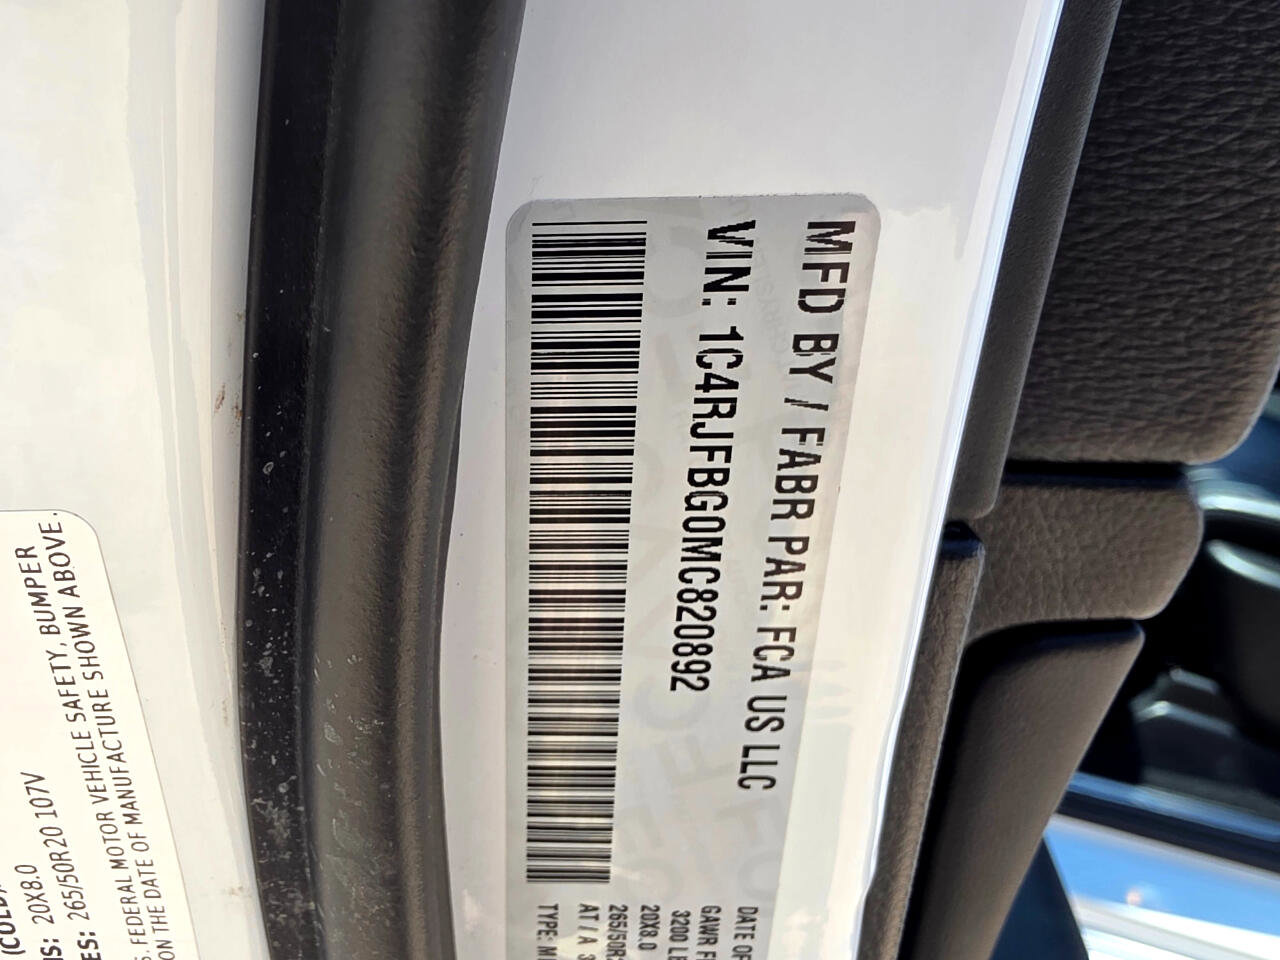 MFD BY / FABR PAR: FCA US LLC
VIN: 1C4RJFBG0MC820892
DATE OF
GAWR F
3200 LB
20X8.0
265/50R
AT / A 3
TYPE: M
S. FEDERAL MOTOR VEHICLE SAFETY, BUMPER
ON THE DATE OF MANUFACTURE SHOWN ABOVE.
ES: 265/50R20 107V
MS: 20X8.0
(COLD)